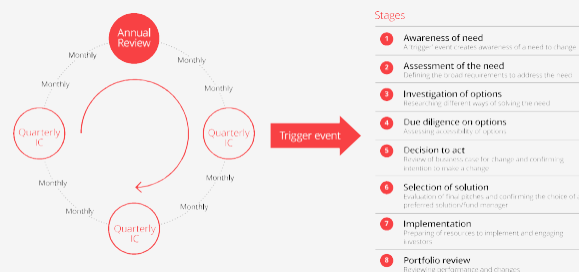 Annual
Review
Monthly
Monthly
Monthly
Monthly
Quarterly
IC
Quarterly
IC
Monthly
Monthly
Monthly
Monthly
Quarterly
IC
Trigger event
Stages
1 Awareness of need
A 'trigger' event creates awareness of a need to change
2 Assessment of the need
Defining the broad requirements to address the need
3 Investigation of options
Researching different ways of solving the need
4 Due diligence on options
Assessing accessibility of options
5 Decision to act
Review of business case for change and confirming
intention to make a change
6 Selection of solution
Evaluation of final pitches and confirming the choice of
preferred solution/fund manager
7 Implementation
Preparing of resources to implement and engaging
investors
8 Portfolio review
Reviewing performance and changes